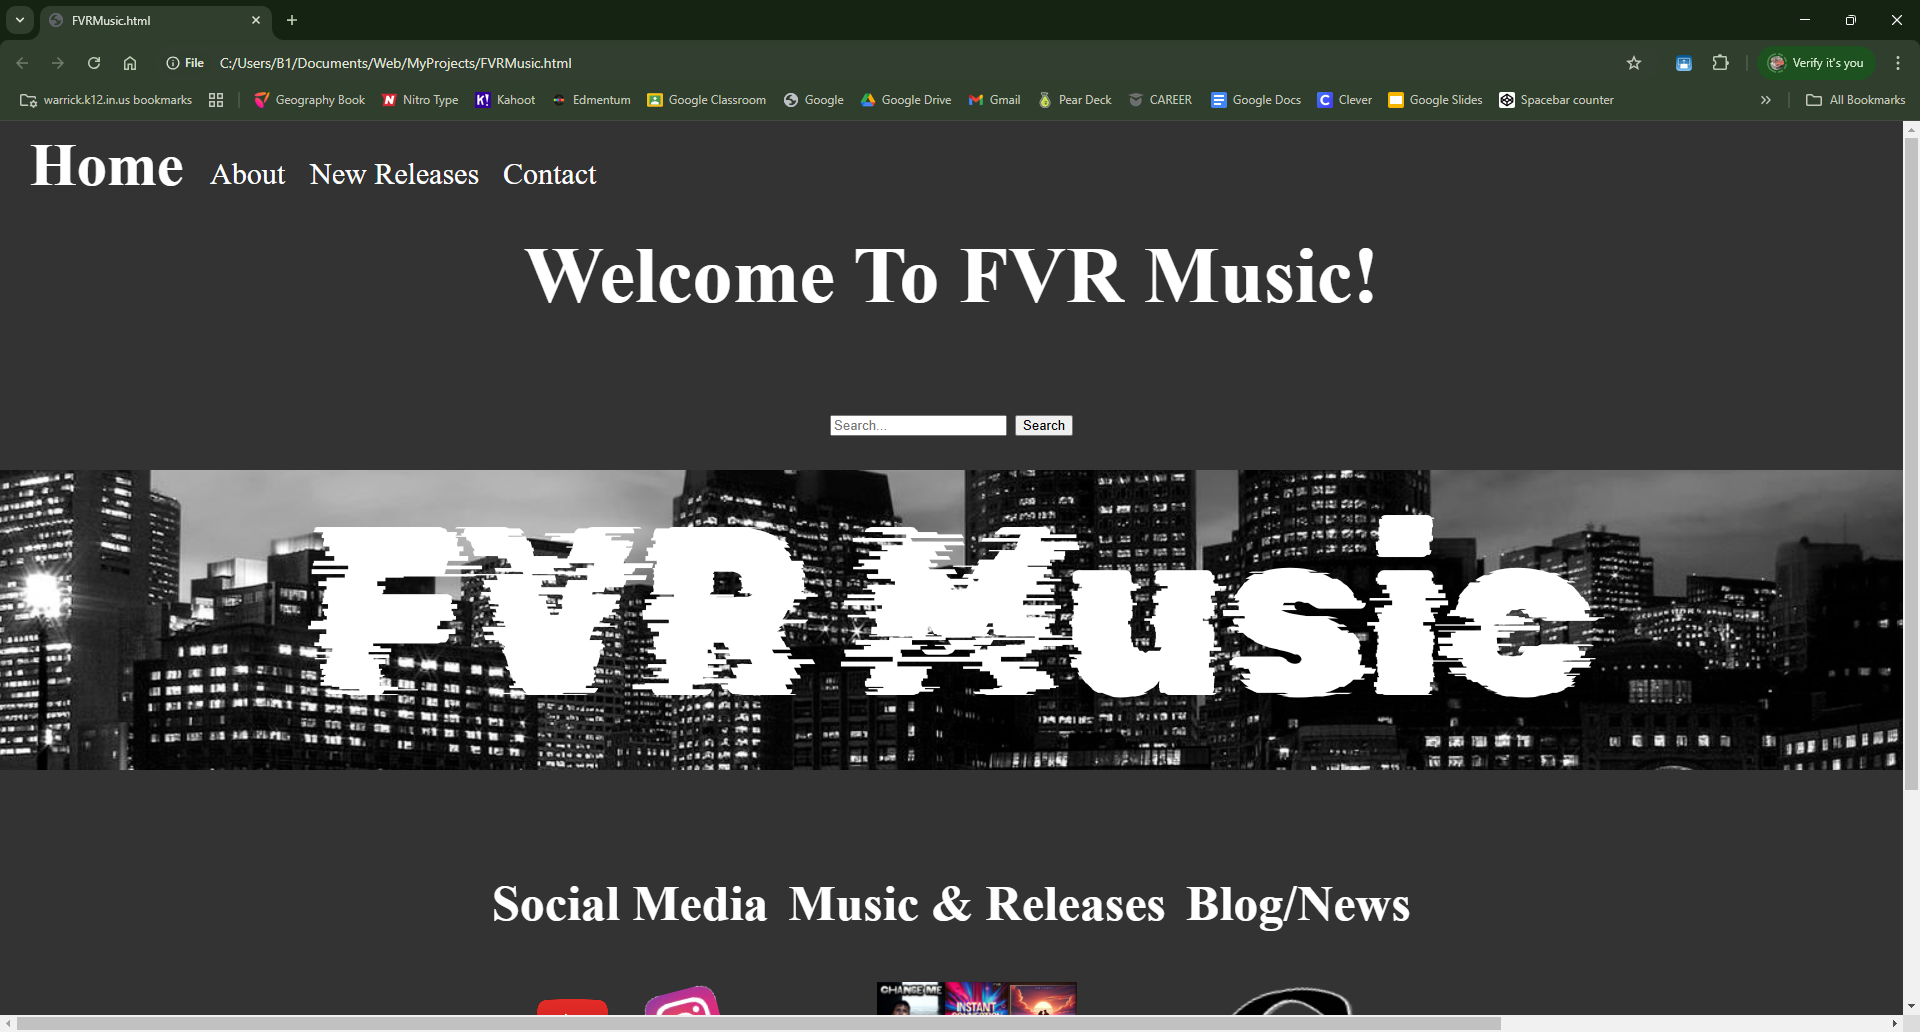 FVRMusic.html
File C:/Users/B1/Documents/Web/MyProjects/FVRMusic.html
Verify it's you
warrick.k12.in.us bookmarks Geography Book Nitro Type Kahoot Edmentum Google Classroom Google Google Drive Gmail Pear Deck CAREER Google Docs Clever Google Slides Spacebar counter All Bookmarks
Home About New Releases Contact
Welcome To FVR Music!
Search... Search
FVR Music
Social Media Music & Releases Blog/News
CHANGE ME INSTANT